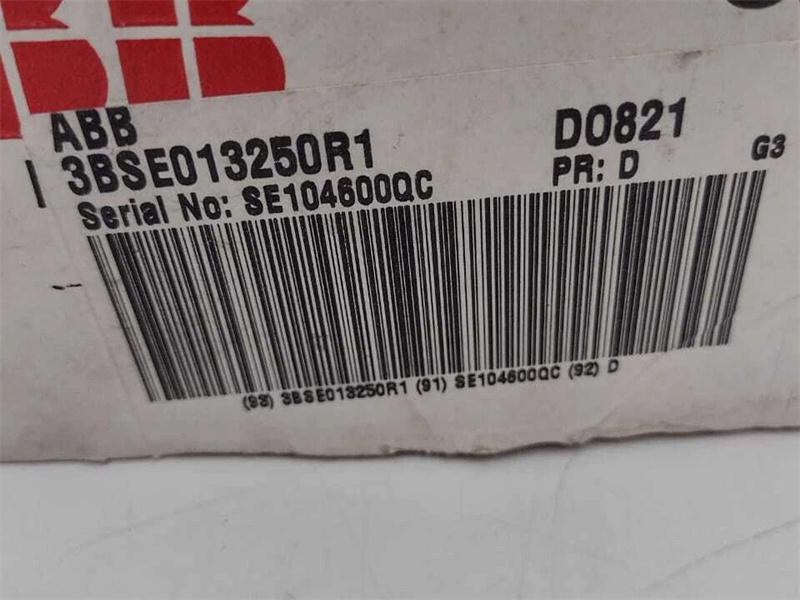 ABB
3BSE013250R1
DO821
Serial No: SE104600QC
PR: D
G3
(93) 3BSE013250R1 (91) SE104600QC (92) D